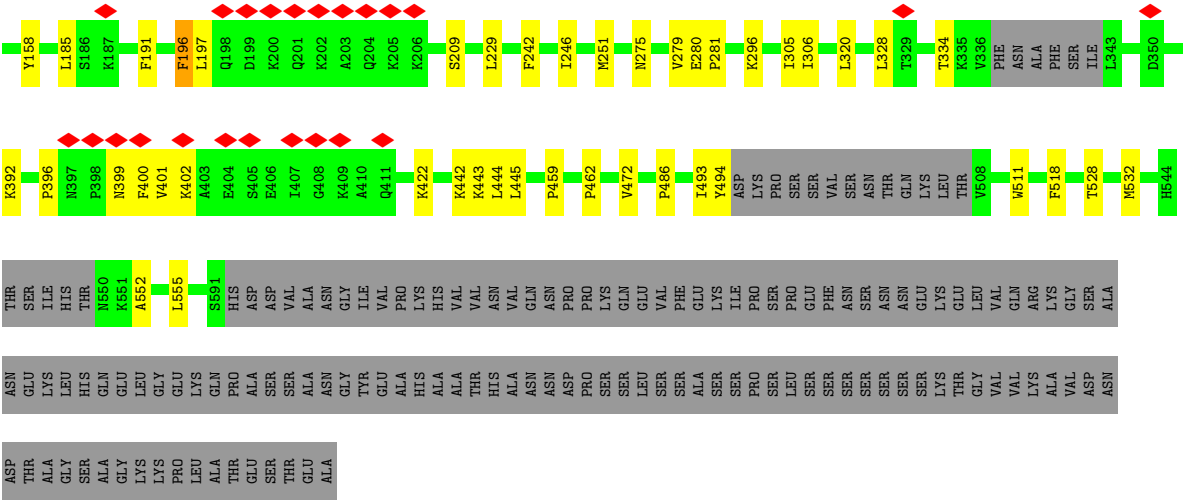 Y158 L185 S186 K187 F191 F196 L197 Q198 D199 K200 Q201 K202 A203 Q204 K205 K206 S209 L229 F242 I246 M251 N275 V279 E280 P281 K296 I305 I306 L320 L328 T329 T334 K335 V336 PHE ASN ALA PHE SER ILE L343 D350
K392 P396 N397 P398 N399 F400 V401 K402 A403 E404 S405 E406 I407 G408 K409 A410 Q411 K422 K442 K443 L444 L445 P459 P462 V472 P486 I493 Y494 ASP LYS PRO SER SER VAL SER ASN THR GLN LYS LEU THR V508 W511 F518 T528 M532 H544
THR SER ILE HIS THR N550 K551 A552 L555 S591 HIS ASP ASP VAL ALA ASN GLY ILE VAL PRO LYS HIS VAL VAL ASN VAL GLN ASN PRO PRO LYS GLN GLU VAL PHE GLU LYS ILE PRO SER PRO GLU PHE ASN SER ASN ASN GLU LYS GLU LEU VAL GLN ARG LYS GLY SER ALA
ASN GLU LYS LEU HIS GLN GLU LEU GLY GLU LYS GLN PRO ALA SER SER ALA ASN GLY TYR GLU ALA HIS ALA ALA THR HIS ALA ASN ASN ASP PRO SER SER LEU SER SER ALA SER SER PRO SER LEU SER SER SER SER SER SER SER LYS THR GLY VAL VAL LYS ALA VAL ASP ASN
ASP THR ALA GLY SER ALA GLY LYS LYS PRO LEU ALA THR GLU SER THR GLU ALA